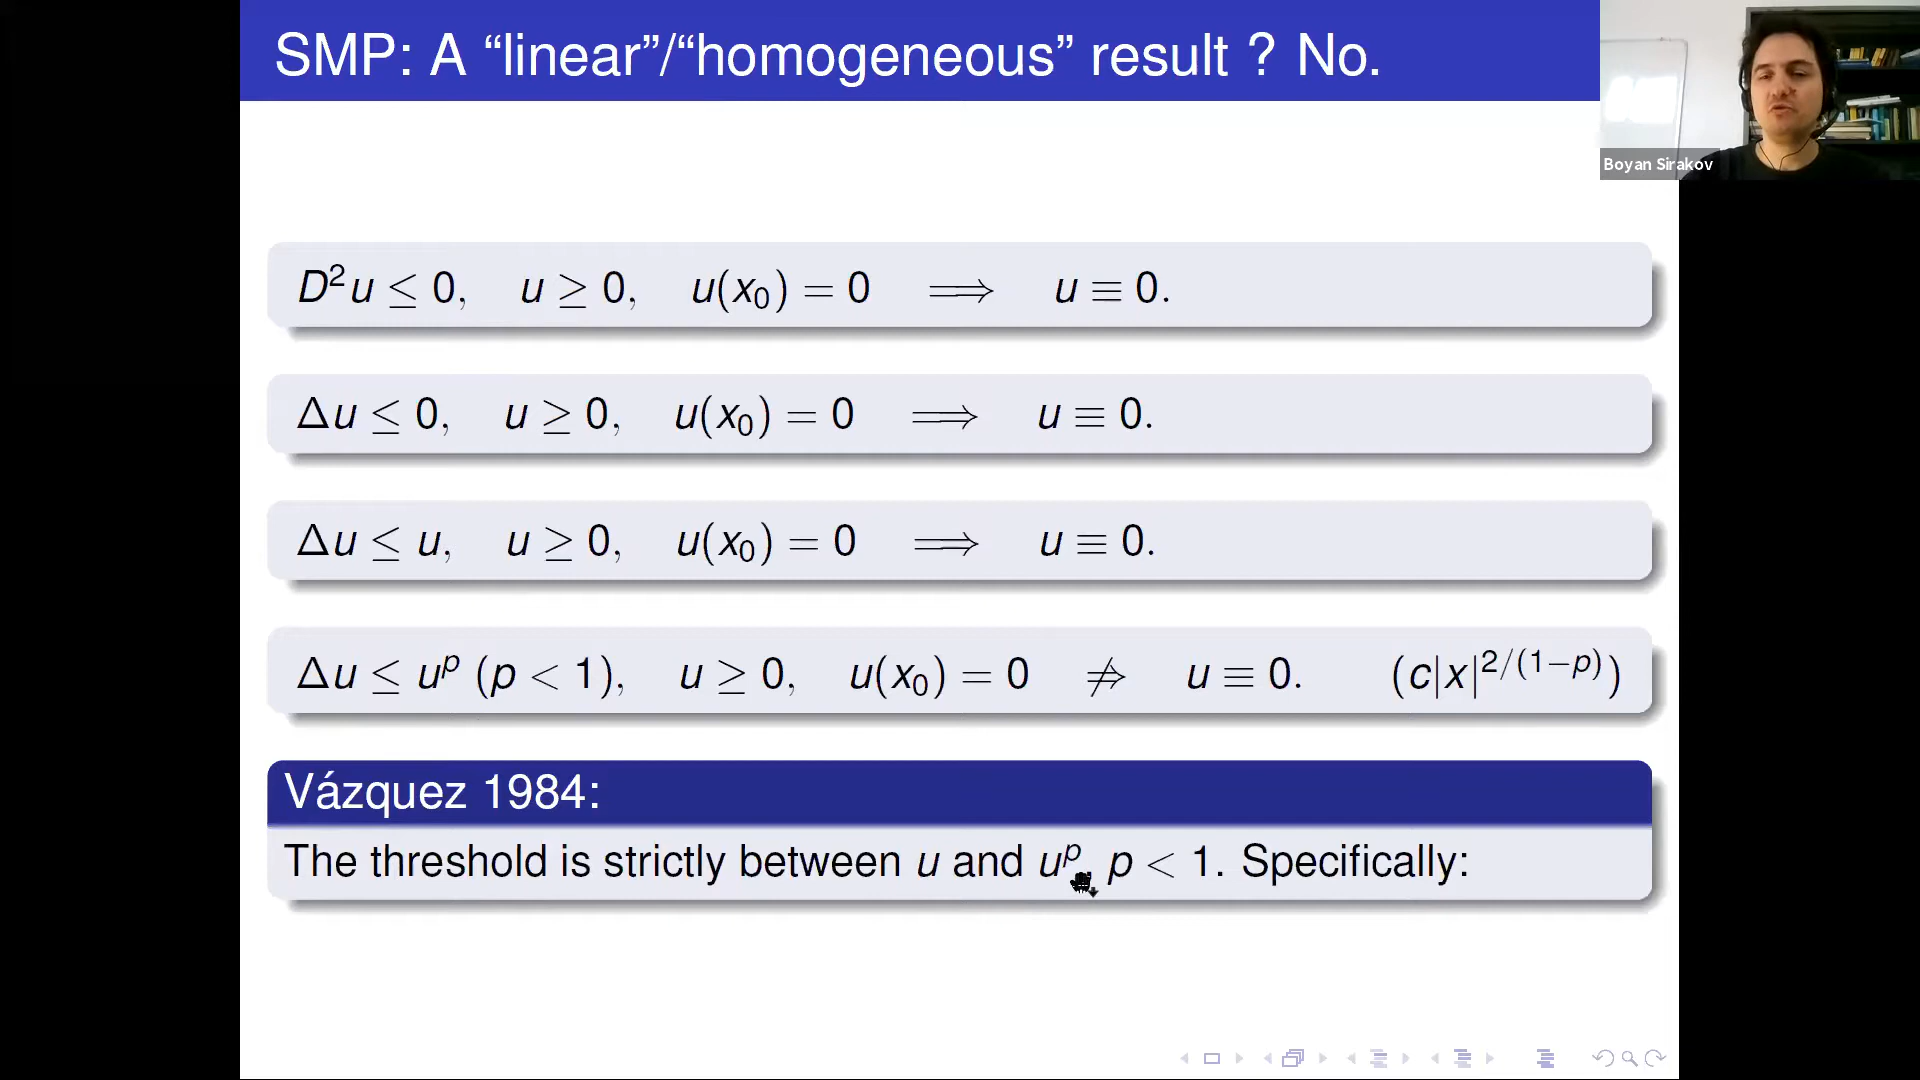 SMP: A “linear”/“homogeneous” result ? No.
Boyan Sirakov
D²u ≤ 0, u ≥ 0, u(x₀) = 0 ⟹ u ≡ 0.
Δu ≤ 0, u ≥ 0, u(x₀) = 0 ⟹ u ≡ 0.
Δu ≤ u, u ≥ 0, u(x₀) = 0 ⟹ u ≡ 0.
Δu ≤ uᵖ (p < 1), u ≥ 0, u(x₀) = 0 ⇏ u ≡ 0. (c|x|^{2/(1−p)})
Vázquez 1984:
The threshold is strictly between u and uᵖ, p < 1. Specifically: